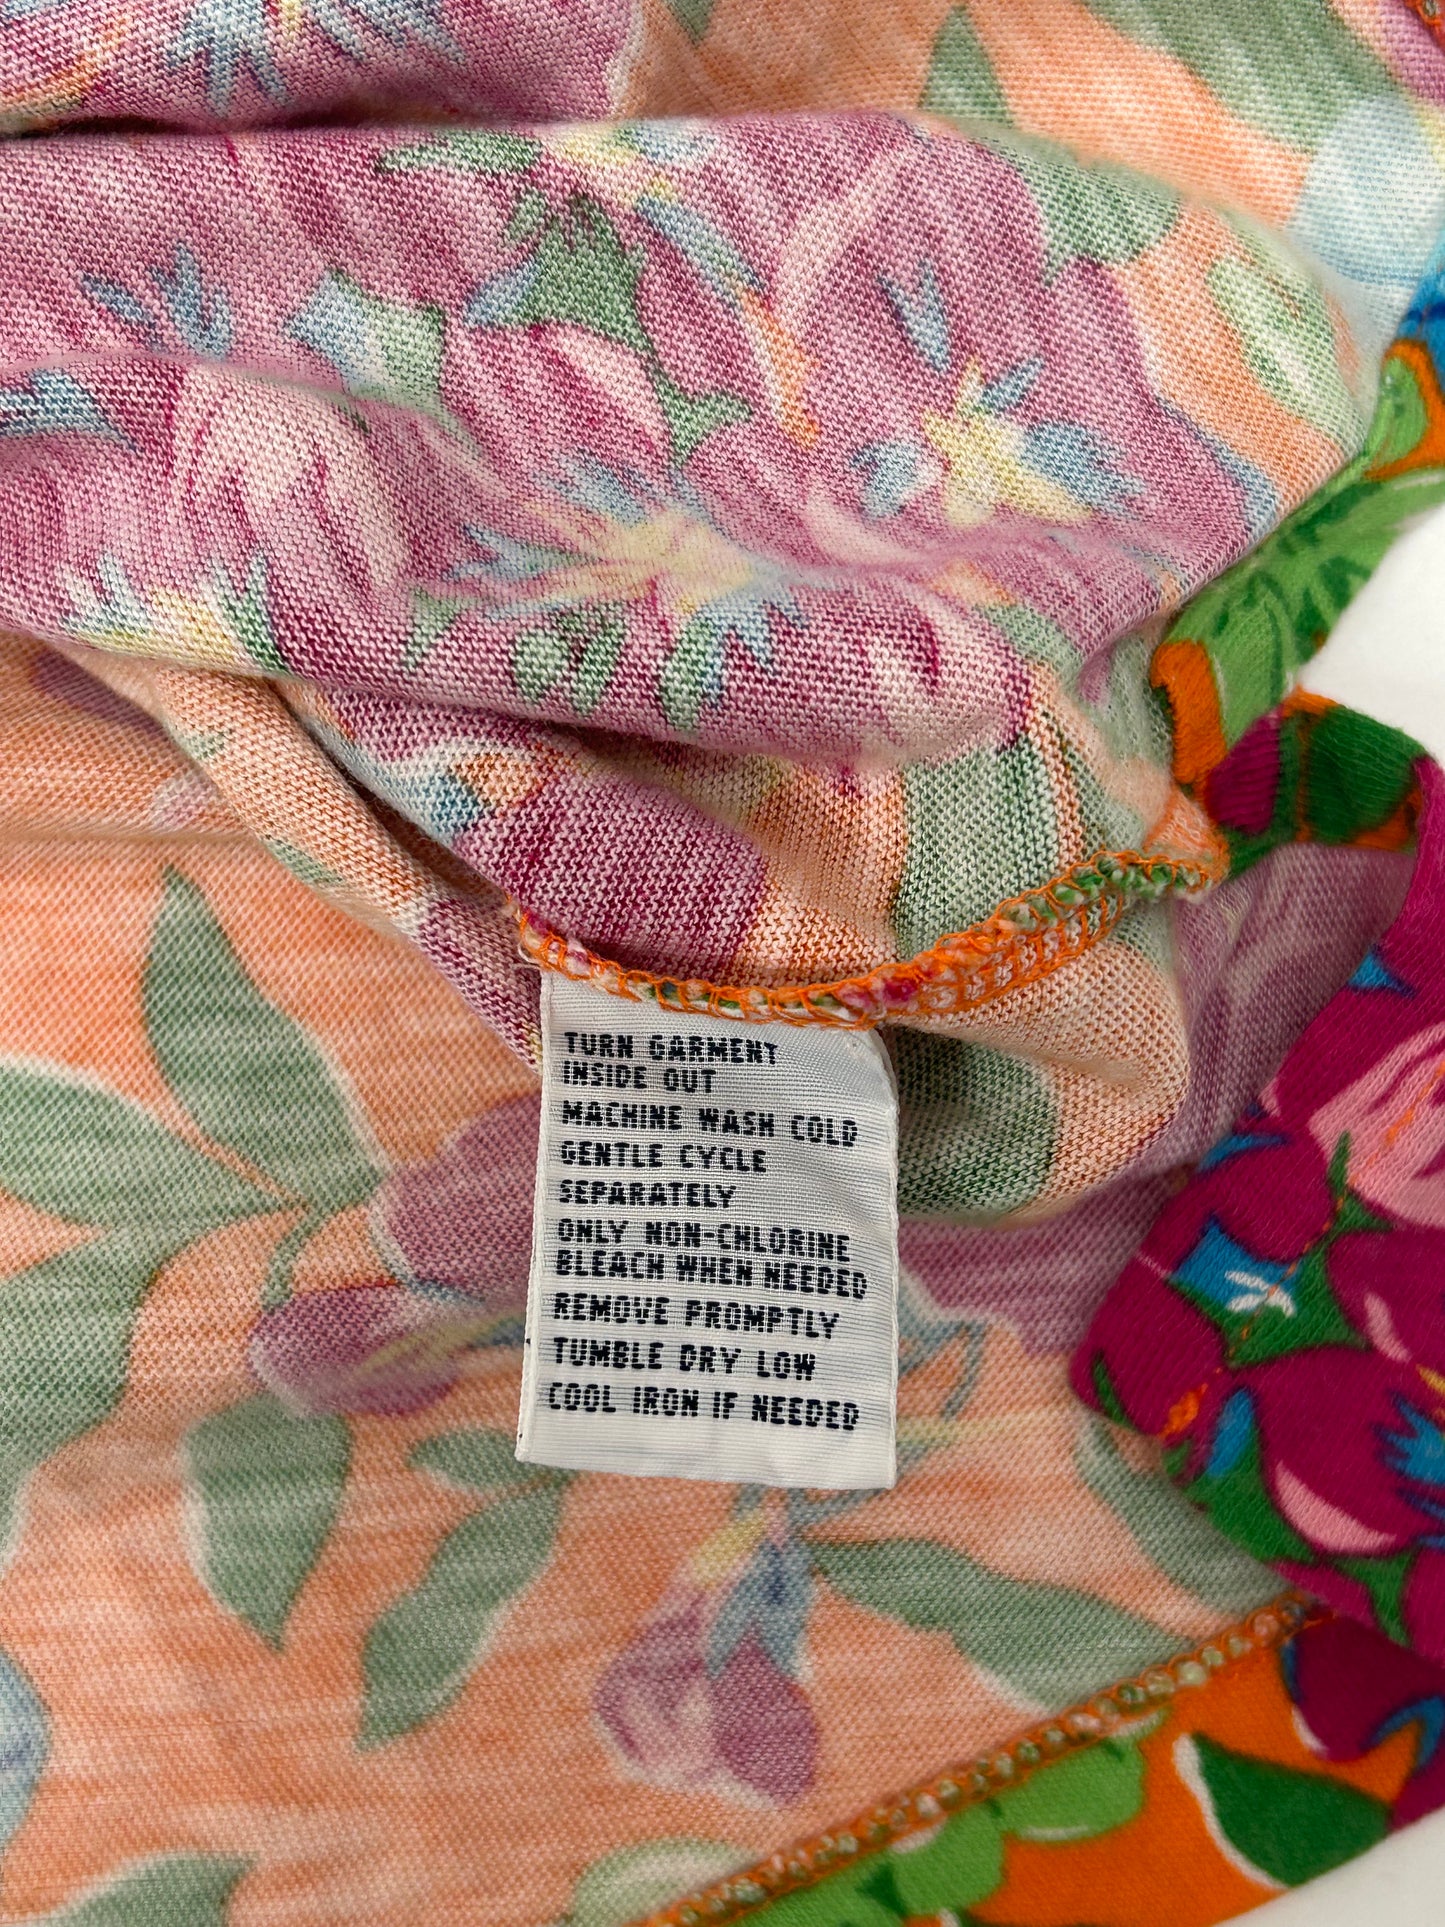 TURN GARMENT
INSIDE OUT
MACHINE WASH COLD
GENTLE CYCLE
SEPARATELY
ONLY NON-CHLORINE
BLEACH WHEN NEEDED
REMOVE PROMPTLY
TUMBLE DRY LOW
COOL IRON IF NEEDED